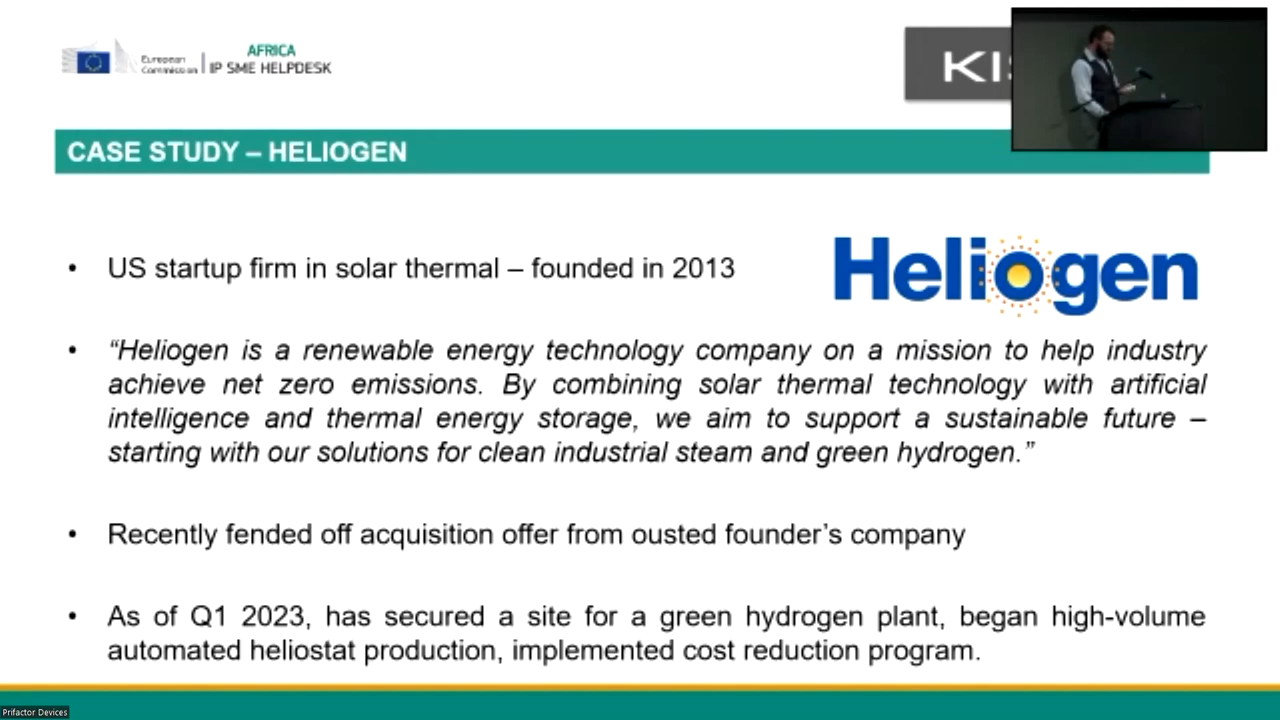 AFRICA
European
Commission
IP SME HELPDESK
KI
CASE STUDY – HELIOGEN
• US startup firm in solar thermal – founded in 2013
Heliogen
• “Heliogen is a renewable energy technology company on a mission to help industry
achieve net zero emissions. By combining solar thermal technology with artificial
intelligence and thermal energy storage, we aim to support a sustainable future –
starting with our solutions for clean industrial steam and green hydrogen.”
• Recently fended off acquisition offer from ousted founder’s company
• As of Q1 2023, has secured a site for a green hydrogen plant, began high-volume
automated heliostat production, implemented cost reduction program.
Prifactor Devices